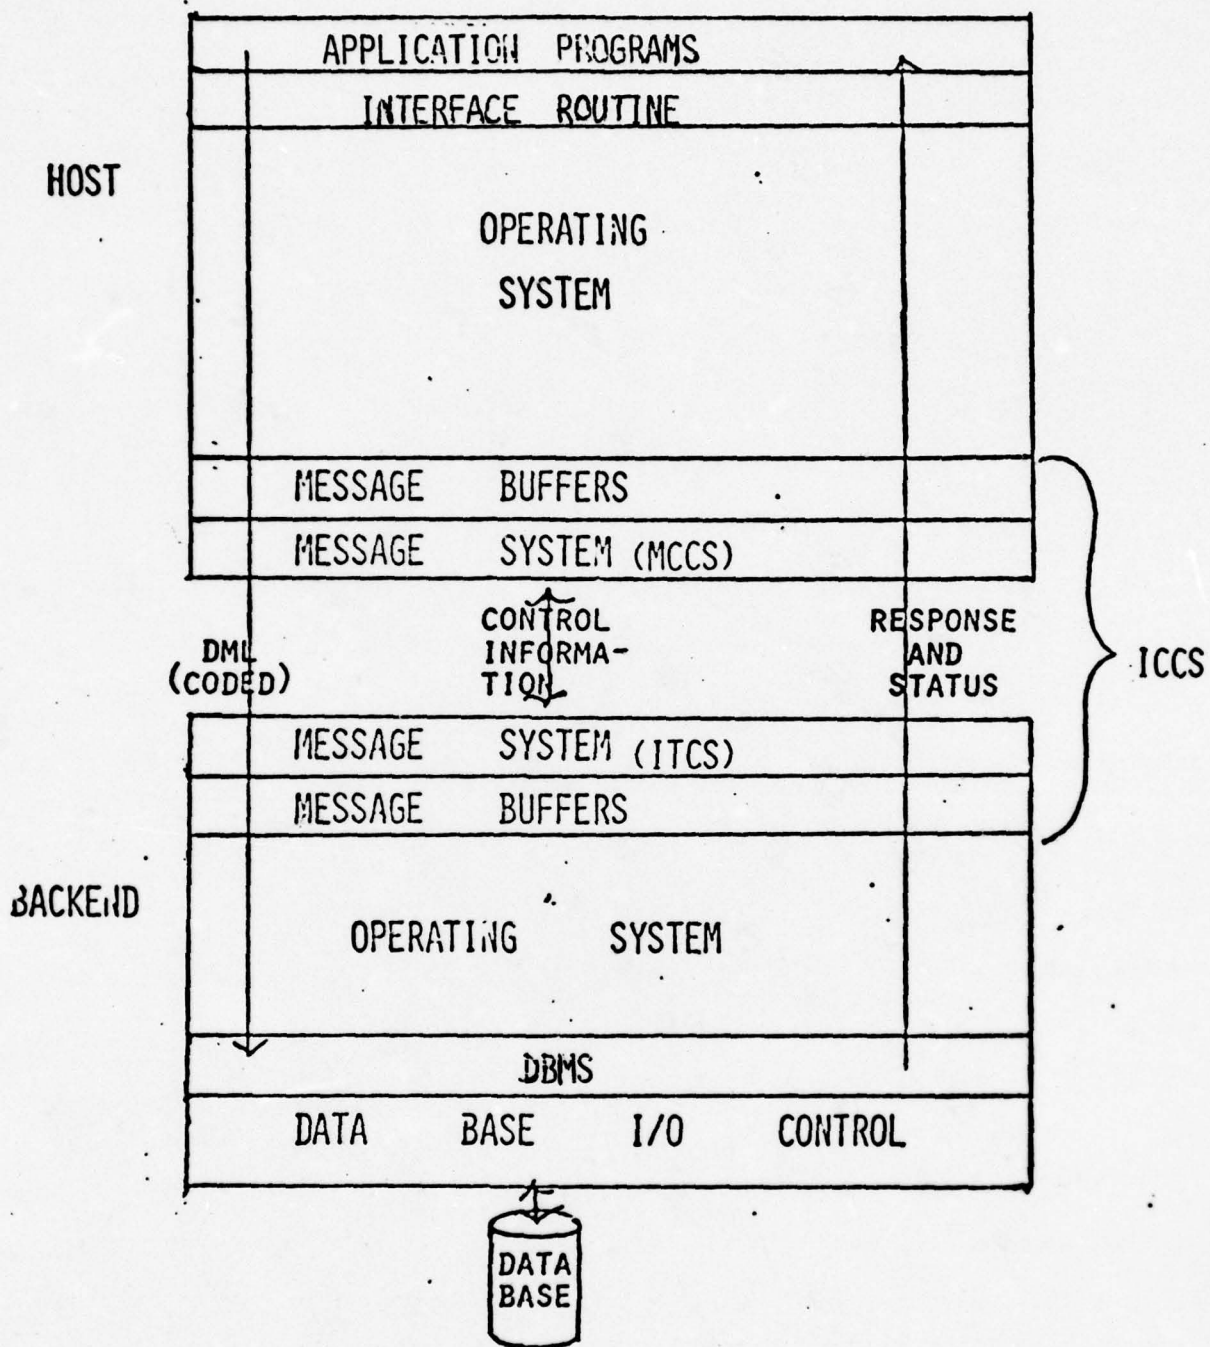 APPLICATION PROGRAMS
INTERFACE ROUTINE
HOST
OPERATING
SYSTEM
MESSAGE BUFFERS
MESSAGE SYSTEM (MCCS)
DML
(CODED)
CONTROL
INFORMA-
TION
RESPONSE
AND
STATUS
ICCS
MESSAGE SYSTEM (ITCS)
MESSAGE BUFFERS
BACKEND
OPERATING SYSTEM
DBMS
DATA BASE I/O CONTROL
DATA
BASE